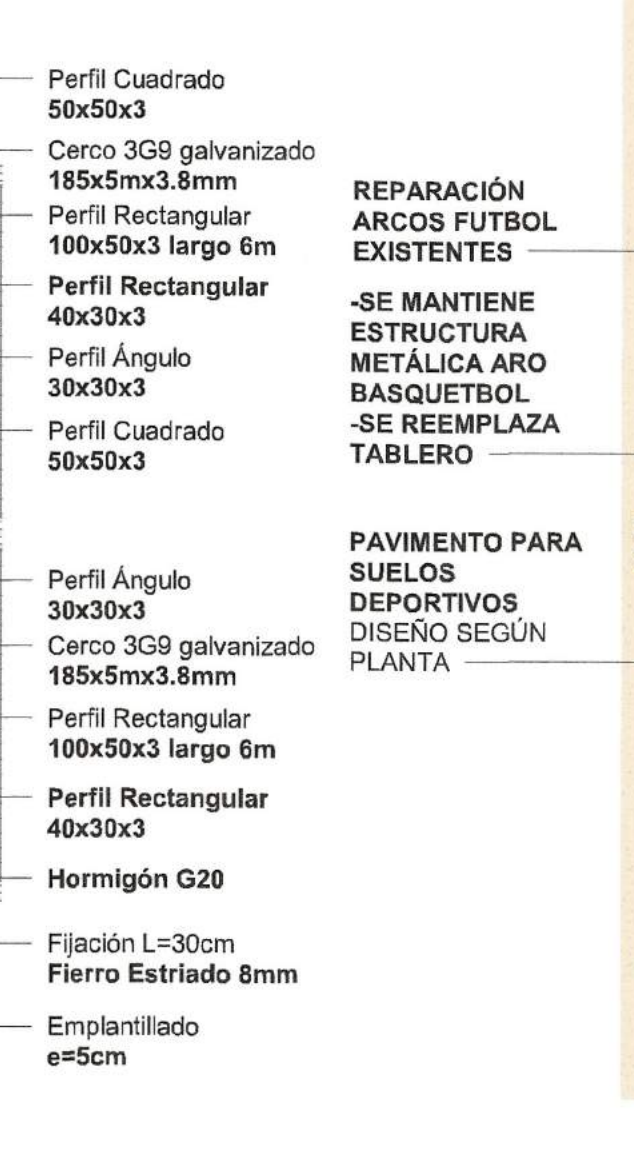 Perfil Cuadrado
50x50x3
Cerco 3G9 galvanizado
185x5mx3.8mm
Perfil Rectangular
100x50x3 largo 6m
Perfil Rectangular
40x30x3
Perfil Ángulo
30x30x3
Perfil Cuadrado
50x50x3
Perfil Ángulo
30x30x3
Cerco 3G9 galvanizado
185x5mx3.8mm
Perfil Rectangular
100x50x3 largo 6m
Perfil Rectangular
40x30x3
Hormigón G20
Fijación L=30cm
Fierro Estriado 8mm
Emplantillado
e=5cm
REPARACIÓN
ARCOS FUTBOL
EXISTENTES
-SE MANTIENE
ESTRUCTURA
METÁLICA ARO
BASQUETBOL
-SE REEMPLAZA
TABLERO
PAVIMENTO PARA
SUELOS
DEPORTIVOS
DISEÑO SEGÚN
PLANTA